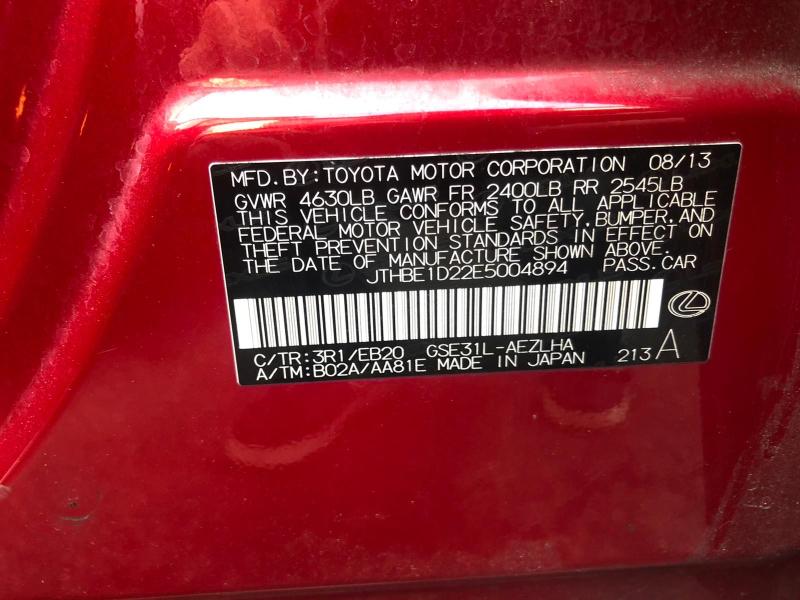 MFD.BY:TOYOTA MOTOR CORPORATION 08/13
GVWR 4630LB GAWR FR 2400LB RR 2545LB
THIS VEHICLE CONFORMS TO ALL APPLICABLE
FEDERAL MOTOR VEHICLE SAFETY,BUMPER,AND
THEFT PREVENTION STANDARDS IN EFFECT ON
THE DATE OF MANUFACTURE SHOWN ABOVE.
JTHBE1D22E5004894 PASS.CAR
C/TR:3R1/EB20 GSE31L-AEZLHA
A/TM:B02A/AA81E MADE IN JAPAN 213 A